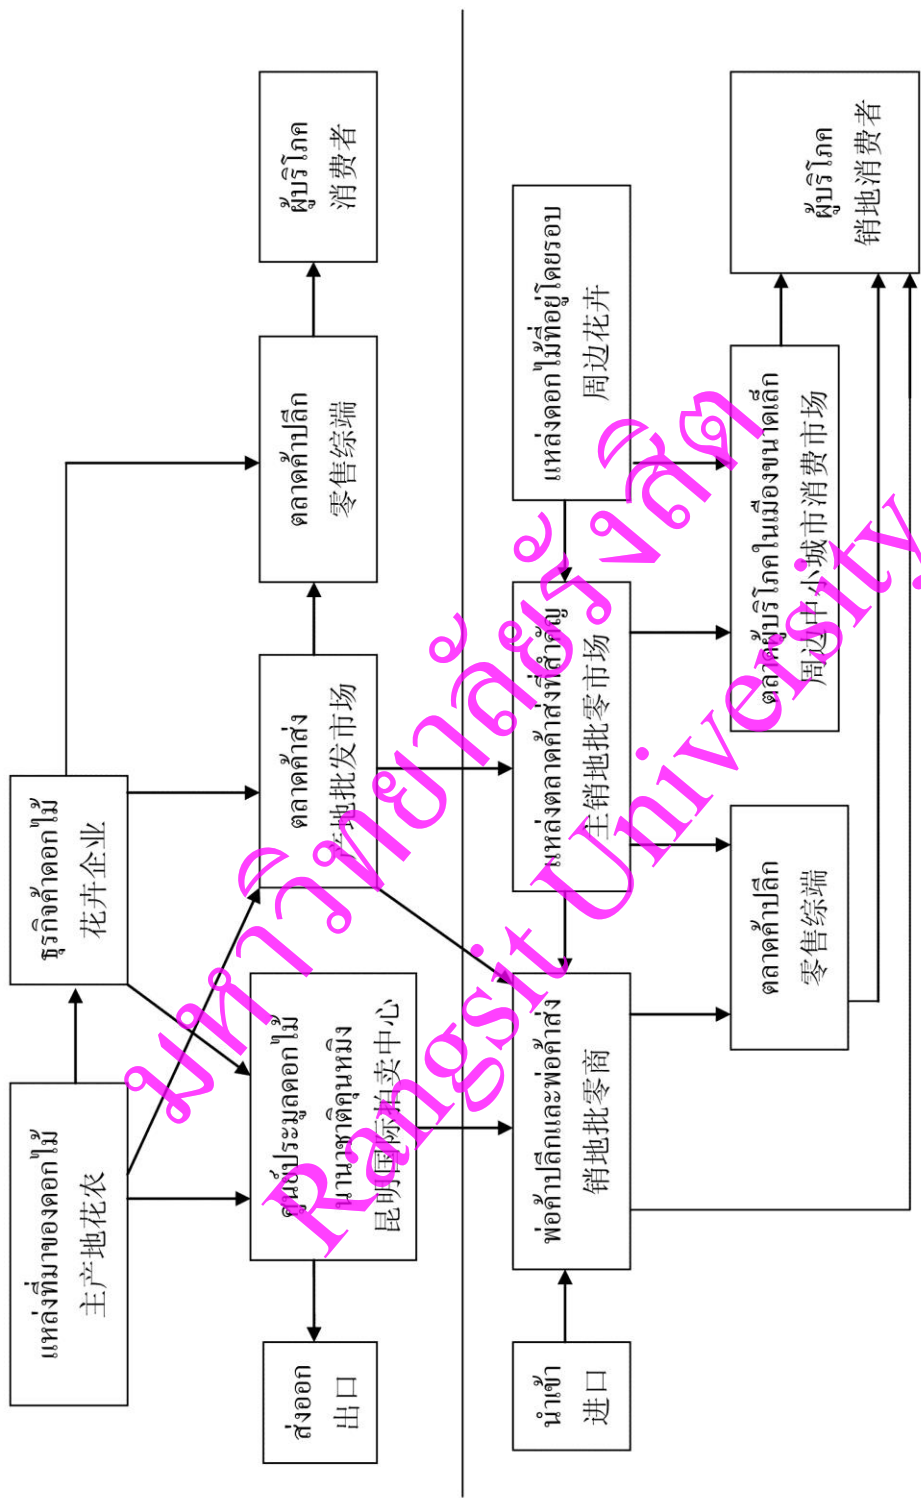 แหล่งที่มาของดอกไม้
主产地花农
ธุรกิจค้าดอกไม้
花卉企业
ส่งออก
出口
ศูนย์ประมูลดอกไม้
นานาชาติคุนหมิง
昆明国际拍卖中心
ตลาดค้าส่ง
产地批发市场
ตลาดค้าปลีก
零售综端
ผู้บริโภค
消费者
นำเข้า
进口
พ่อค้าปลีกและพ่อค้าส่ง
销地批零商
แหล่งตลาดค้าส่งที่สำคัญ
主销地批零市场
แหล่งดอกไม้ที่อยู่โดยรอบ
周边花卉
ตลาดค้าปลีก
零售综端
ตลาดผู้บริโภคในเมืองขนาดเล็ก
周边中小城市消费市场
ผู้บริโภค
销地消费者
มหาวิทยาลัยรังสิต
Rangsit University